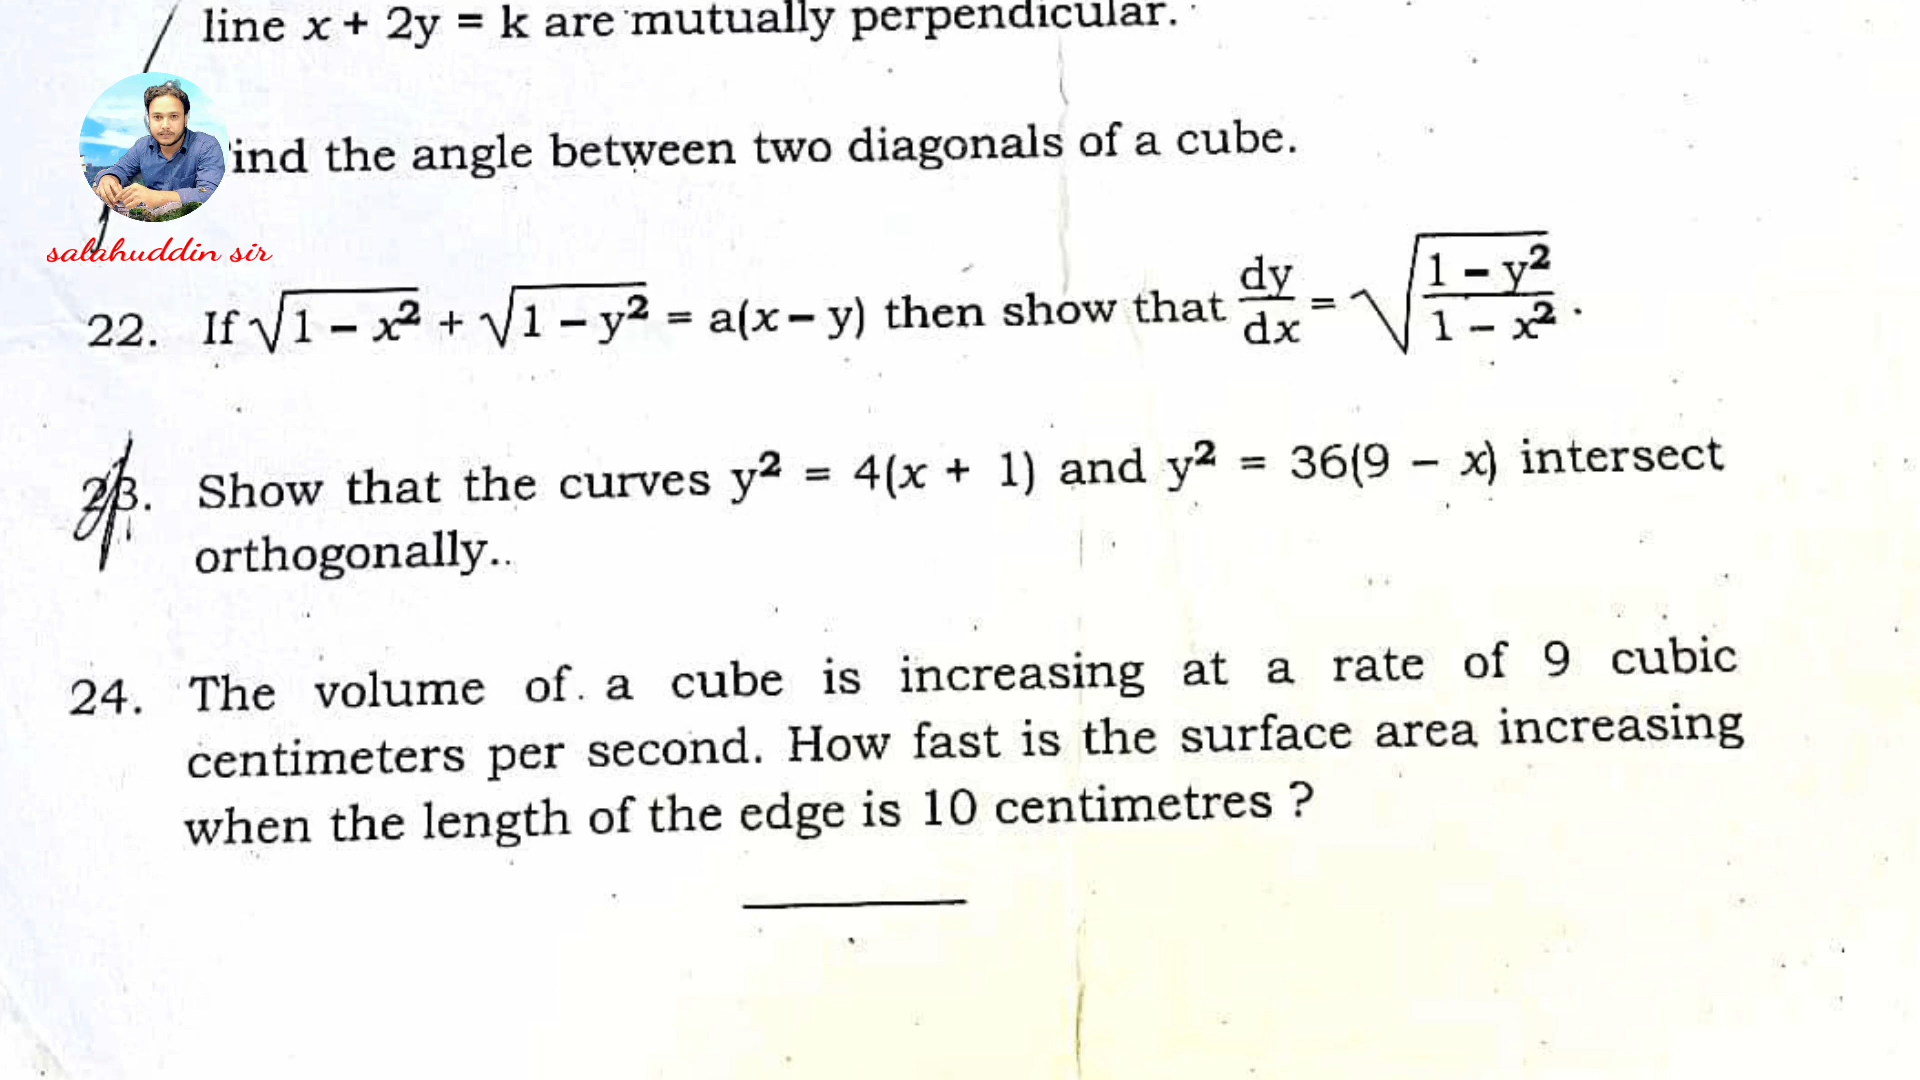 line x + 2y = k are mutually perpendicular.
ind the angle between two diagonals of a cube.
salahuddin sir
22. If √(1 – x²) + √(1 – y²) = a(x – y) then show that dy/dx = √((1 – y²)/(1 – x²)).
23. Show that the curves y² = 4(x + 1) and y² = 36(9 – x) intersect
orthogonally..
24. The volume of a cube is increasing at a rate of 9 cubic
centimeters per second. How fast is the surface area increasing
when the length of the edge is 10 centimetres ?